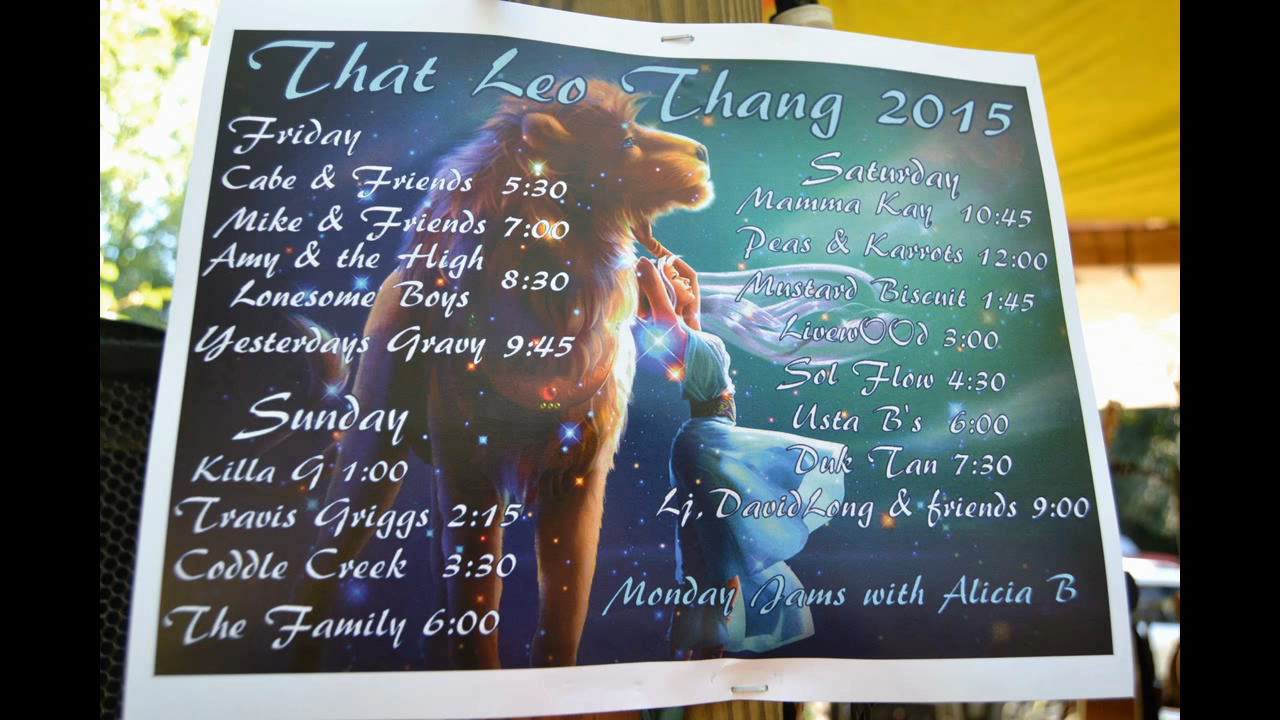 That Leo Thang 2015
Friday
Cabe & Friends 5:30
Mike & Friends 7:00
Amy & the High
Lonesome Boys 8:30
Yesterdays Gravy 9:45
Sunday
Killa G 1:00
Travis Griggs 2:15
Coddle Creek 3:30
The Family 6:00
Saturday
Mamma Kay 10:45
Peas & Karrots 12:00
Mustard Biscuit 1:45
LivewOOd 3:00
Sol Flow 4:30
Usta B's 6:00
Duk Tan 7:30
Lj, DavidLong & friends 9:00
Monday Jams with Alicia B